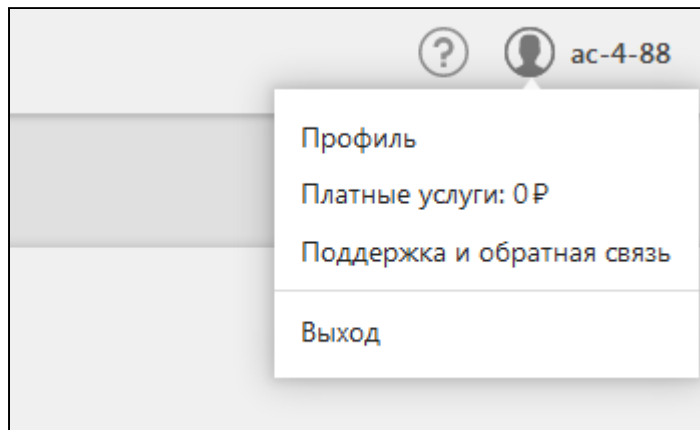 ? ac-4-88
Профиль
Платные услуги: 0 ₽
Поддержка и обратная связь
Выход